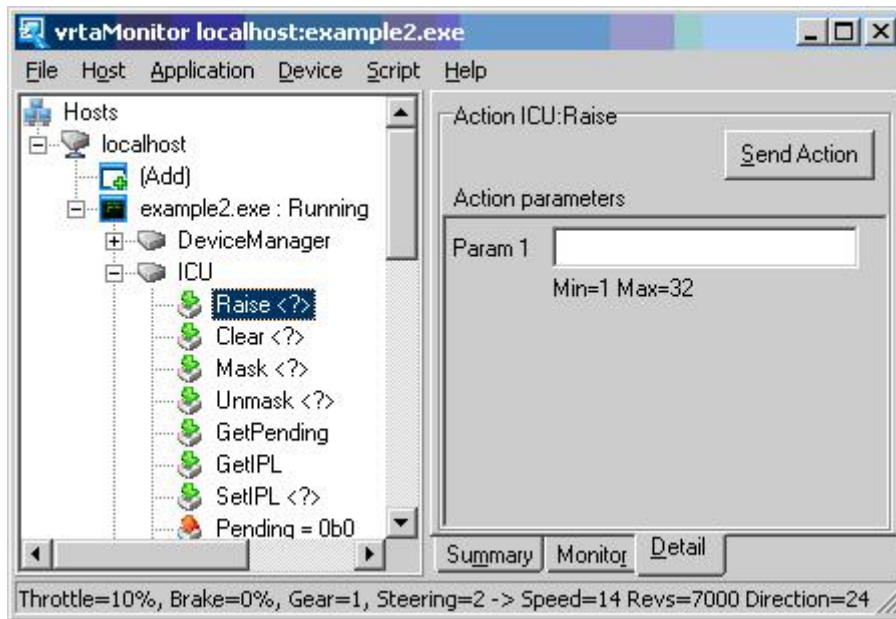 vrtaMonitor localhost:example2.exe
File Host Application Device Script Help
Hosts
localhost
(Add)
example2.exe : Running
DeviceManager
ICU
Raise <?>
Clear <?>
Mask <?>
Unmask <?>
GetPending
GetIPL
SetIPL <?>
Pending = 0b0
Action ICU:Raise
Send Action
Action parameters
Param 1
Min=1 Max=32
Summary Monitor Detail
Throttle=10%, Brake=0%, Gear=1, Steering=2 -> Speed=14 Revs=7000 Direction=24